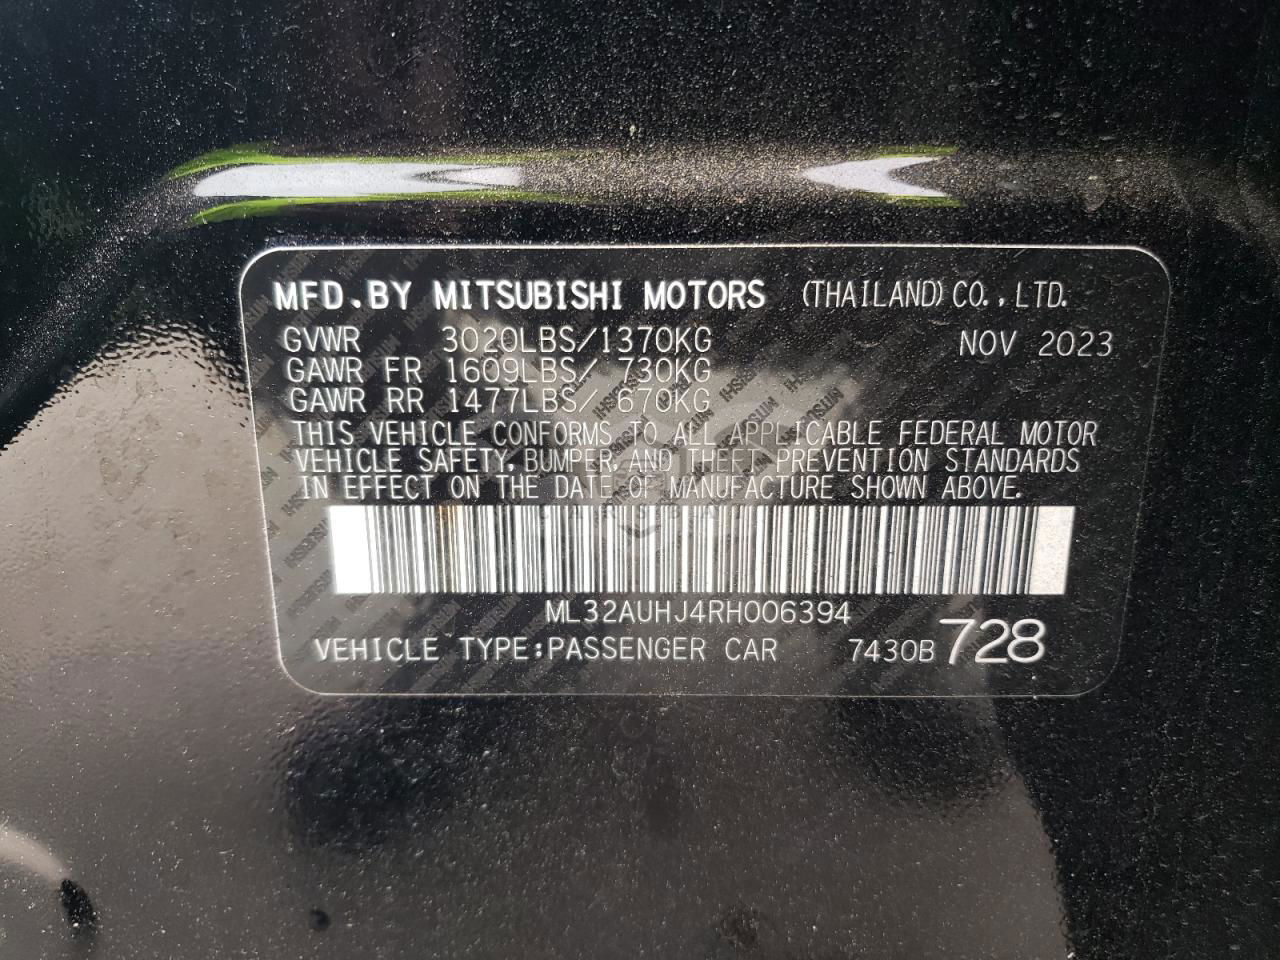 MFD.BY MITSUBISHI MOTORS (THAILAND)CO.,LTD.
GVWR 3020LBS/1370KG NOV 2023
GAWR FR 1609LBS/ 730KG
GAWR RR 1477LBS/ 670KG
THIS VEHICLE CONFORMS TO ALL APPLICABLE FEDERAL MOTOR
VEHICLE SAFETY, BUMPER, AND THEFT PREVENTION STANDARDS
IN EFFECT ON THE DATE OF MANUFACTURE SHOWN ABOVE.
ML32AUHJ4RH006394
VEHICLE TYPE:PASSENGER CAR 7430B728